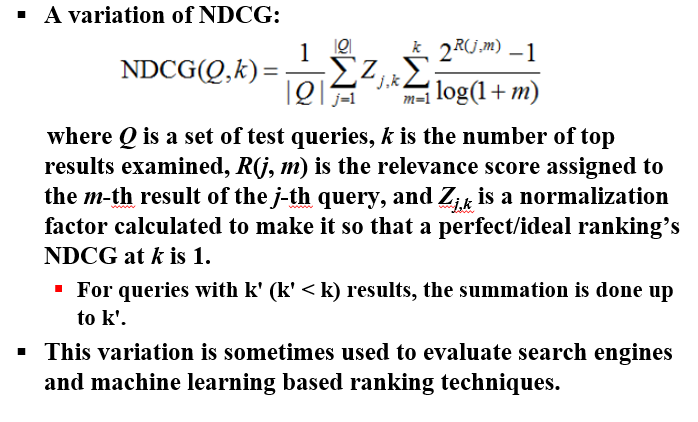 ▪ A variation of NDCG:
NDCG(Q,k) = \frac{1}{|Q|} \sum_{j=1}^{|Q|} Z_{j,k} \sum_{m=1}^{k} \frac{2^{R(j,m)} - 1}{\log(1+m)}
where Q is a set of test queries, k is the number of top
results examined, R(j, m) is the relevance score assigned to
the m-th result of the j-th query, and Z_{j,k} is a normalization
factor calculated to make it so that a perfect/ideal ranking’s
NDCG at k is 1.
▪ For queries with k' (k' < k) results, the summation is done up
to k'.
▪ This variation is sometimes used to evaluate search engines
and machine learning based ranking techniques.